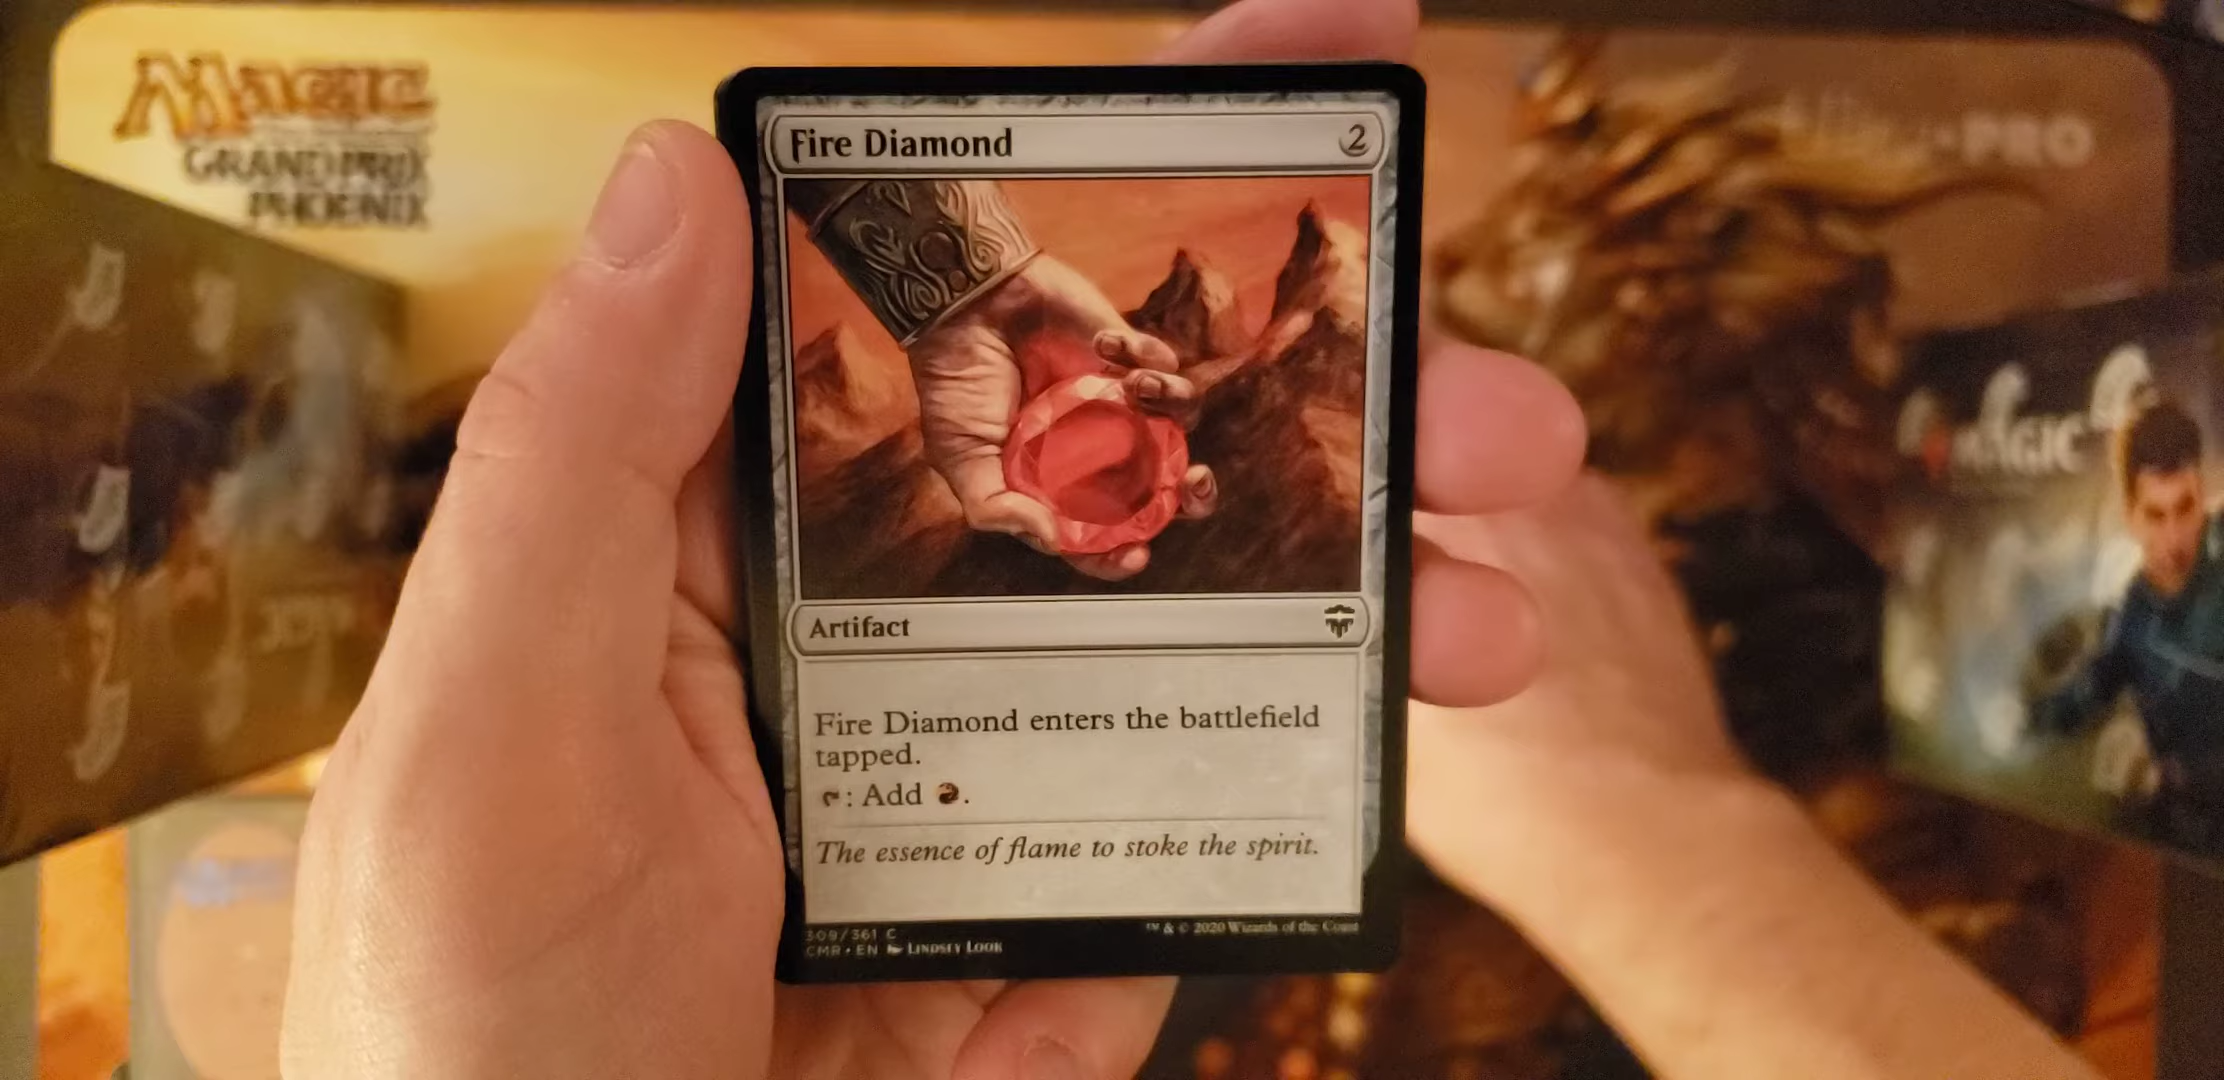 Magic
GRAND PRIX
PHOENIX
PRO
MAGIC
Fire Diamond 2
Artifact
Fire Diamond enters the battlefield
tapped.
: Add .
The essence of flame to stoke the spirit.
309/361 C
™ & © 2020 Wizards of the Coast
CMR • EN LINDSEY LOOK